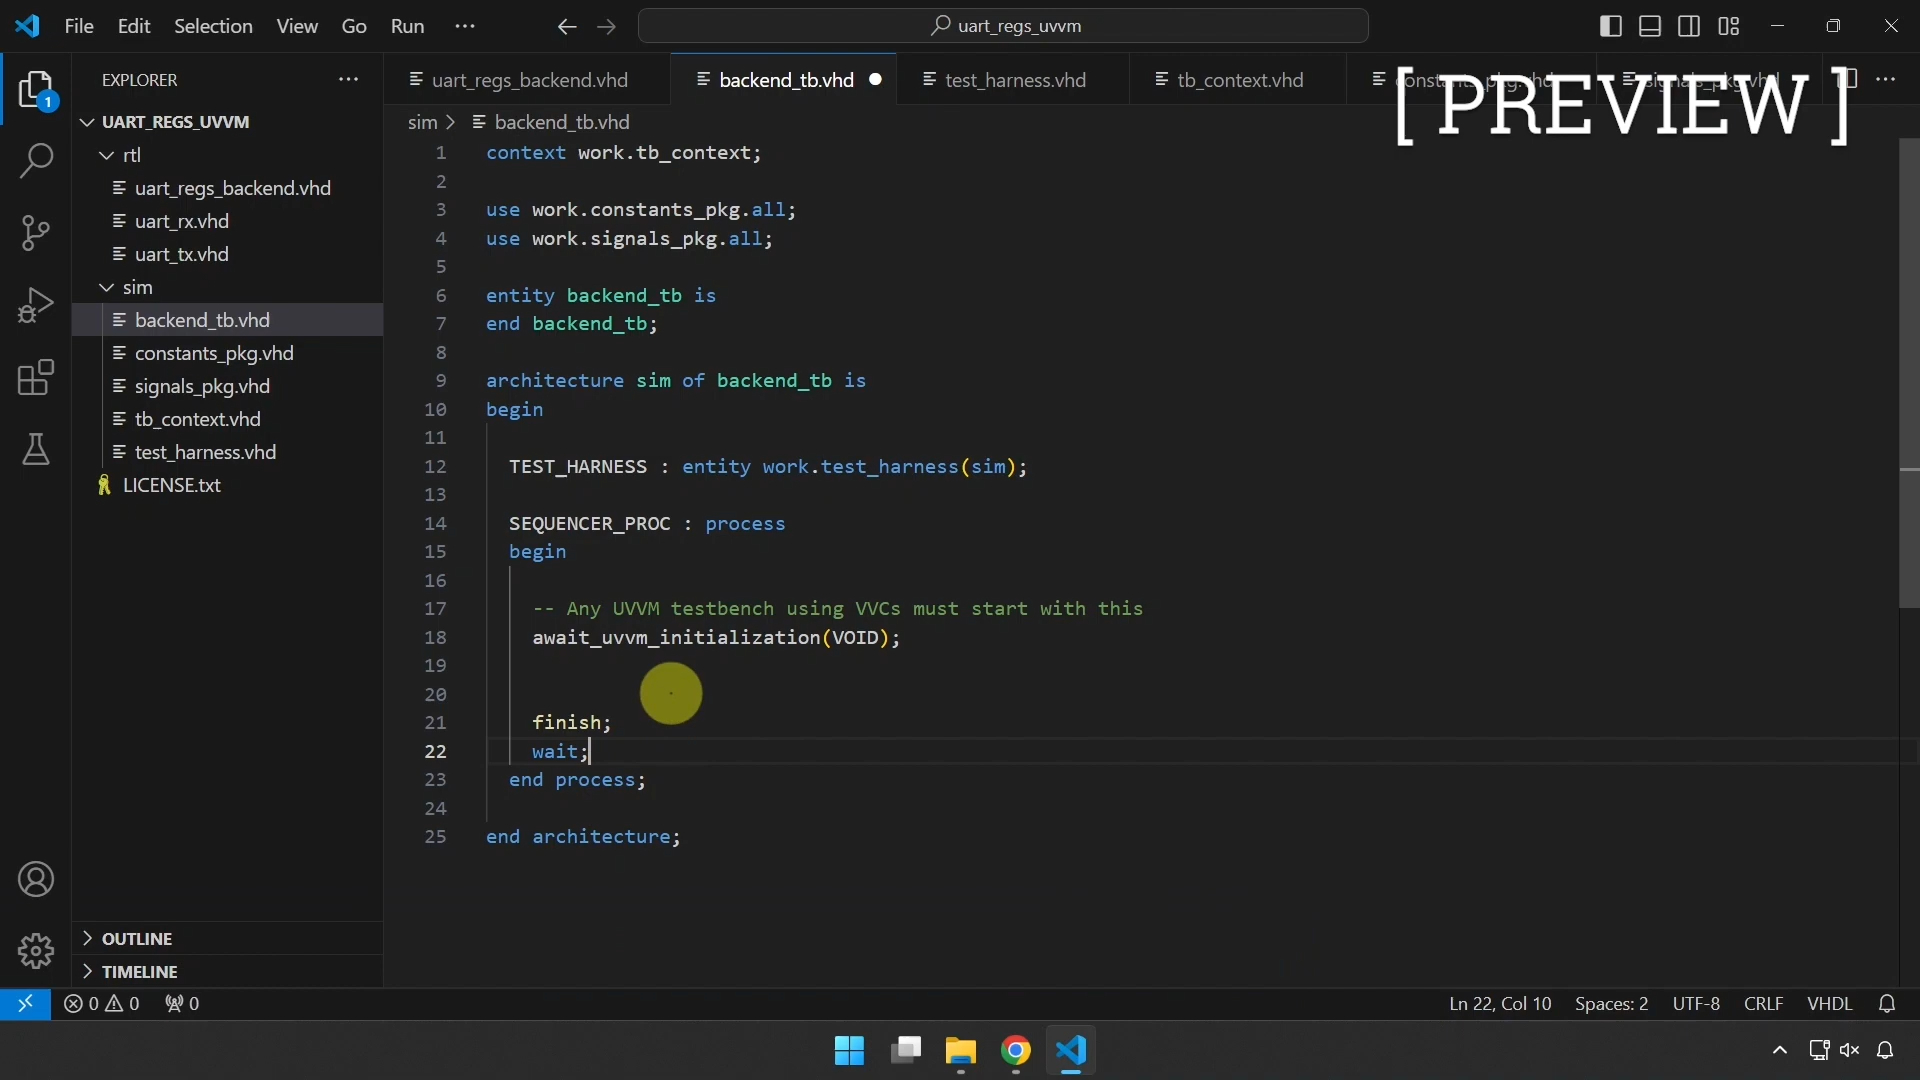 File Edit Selection View Go Run ···
uart_regs_uvvm
EXPLORER ···
uart_regs_backend.vhd backend_tb.vhd test_harness.vhd tb_context.vhd constants_pkg.vhd signals_pkg.vhd ···
[ PREVIEW ]
1
UART_REGS_UVVM
rtl
uart_regs_backend.vhd
uart_rx.vhd
uart_tx.vhd
sim
backend_tb.vhd
constants_pkg.vhd
signals_pkg.vhd
tb_context.vhd
test_harness.vhd
LICENSE.txt
OUTLINE
TIMELINE
sim > backend_tb.vhd
1 context work.tb_context;
2
3 use work.constants_pkg.all;
4 use work.signals_pkg.all;
5
6 entity backend_tb is
7 end backend_tb;
8
9 architecture sim of backend_tb is
10 begin
11
12 TEST_HARNESS : entity work.test_harness(sim);
13
14 SEQUENCER_PROC : process
15 begin
16
17 -- Any UVVM testbench using VVCs must start with this
18 await_uvvm_initialization(VOID);
19
20
21 finish;
22 wait;
23 end process;
24
25 end architecture;
0 0 0 Ln 22, Col 10 Spaces: 2 UTF-8 CRLF VHDL